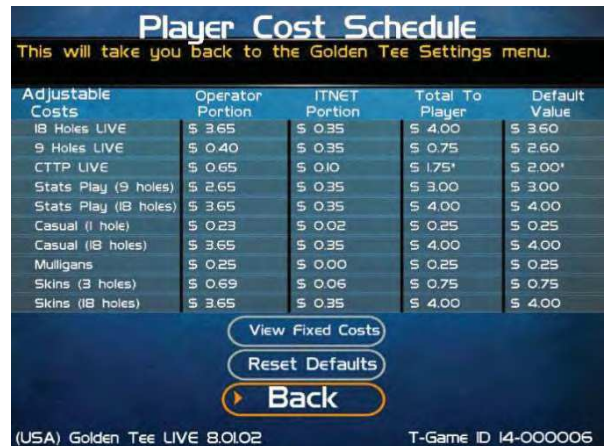 Player Cost Schedule
This will take you back to the Golden Tee Settings menu.
Adjustable Costs Operator Portion ITNET Portion Total To Player Default Value
18 Holes LIVE $ 3.65 $ 0.35 $ 4.00 $ 3.60
9 Holes LIVE $ 0.40 $ 0.35 $ 0.75 $ 2.60
CTTP LIVE $ 0.65 $ 0.10 $ 1.75* $ 2.00*
Stats Play (9 holes) $ 2.65 $ 0.35 $ 3.00 $ 3.00
Stats Play (18 holes) $ 3.65 $ 0.35 $ 4.00 $ 4.00
Casual (1 hole) $ 0.23 $ 0.02 $ 0.25 $ 0.25
Casual (18 holes) $ 3.65 $ 0.35 $ 4.00 $ 4.00
Mulligans $ 0.25 $ 0.00 $ 0.25 $ 0.25
Skins (3 holes) $ 0.69 $ 0.06 $ 0.75 $ 0.75
Skins (18 holes) $ 3.65 $ 0.35 $ 4.00 $ 4.00
View Fixed Costs
Reset Defaults
Back
(USA) Golden Tee LIVE 8.01.02 T-Game ID 14-000006